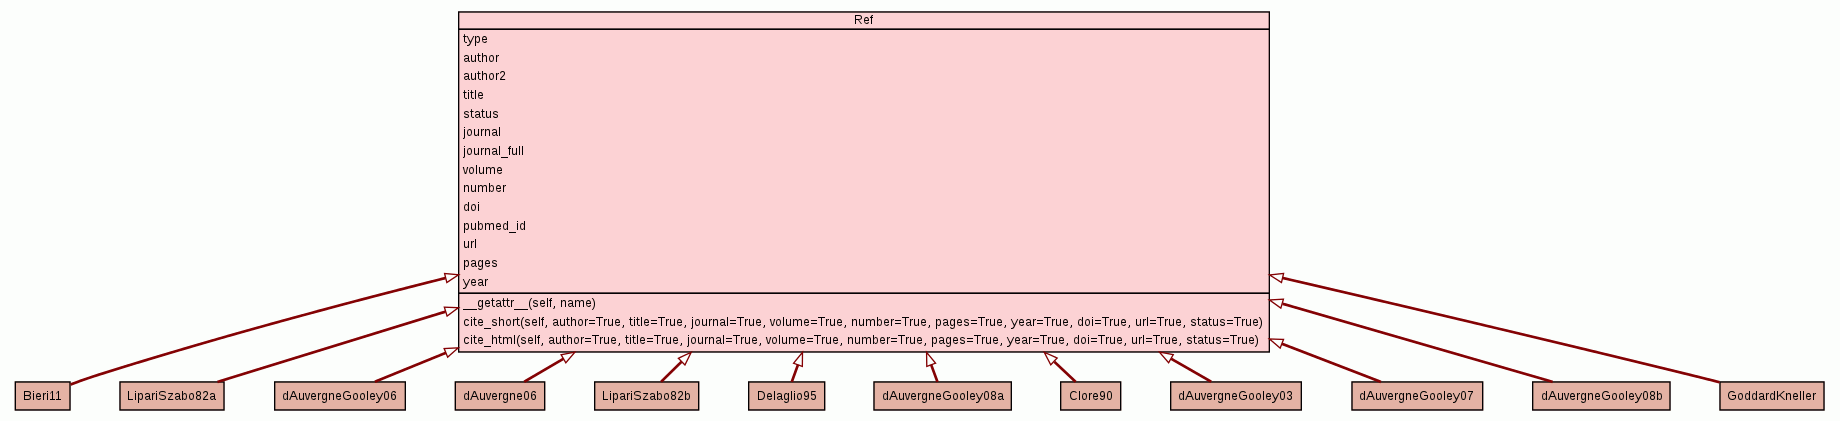 Ref
type
author
author2
title
status
journal
journal_full
volume
number
doi
pubmed_id
url
pages
year
__getattr__(self, name)
cite_short(self, author=True, title=True, journal=True, volume=True, number=True, pages=True, year=True, doi=True, url=True, status=True)
cite_html(self, author=True, title=True, journal=True, volume=True, number=True, pages=True, year=True, doi=True, url=True, status=True)
Bieri11 LipariSzabo82a dAuvergneGooley06 dAuvergne06 LipariSzabo82b Delaglio95 dAuvergneGooley08a Clore90 dAuvergneGooley03 dAuvergneGooley07 dAuvergneGooley08b GoddardKneller